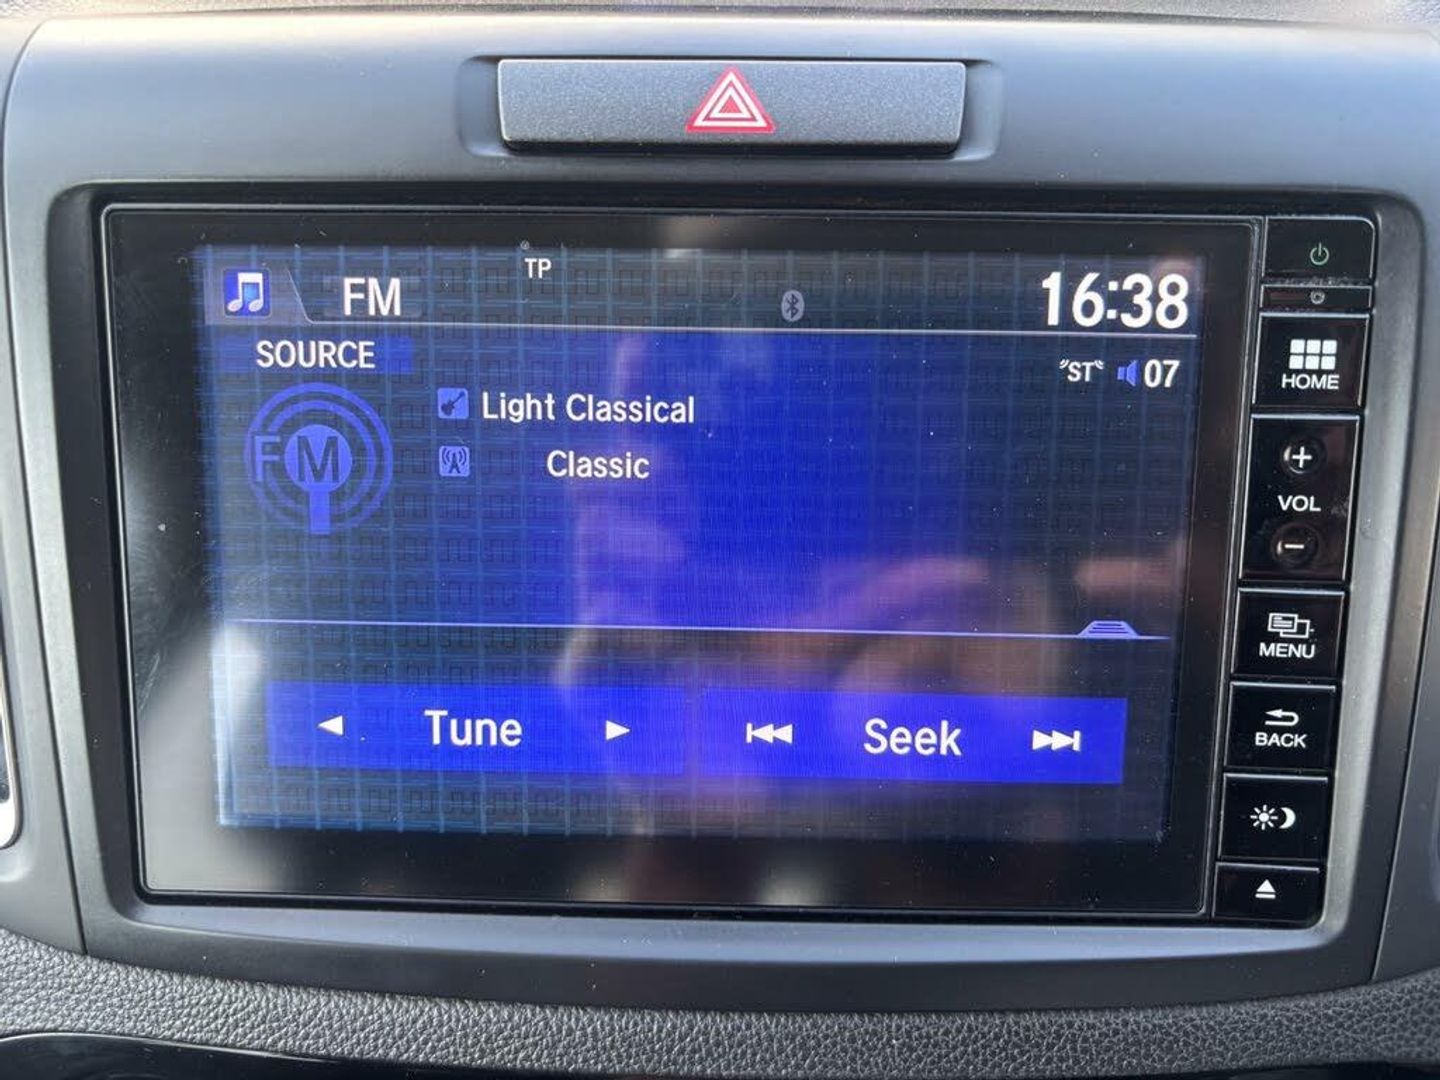 TP
FM
16:38
SOURCE
"ST"
07
FM
Light Classical
Classic
Tune
Seek
HOME
+
VOL
-
MENU
BACK